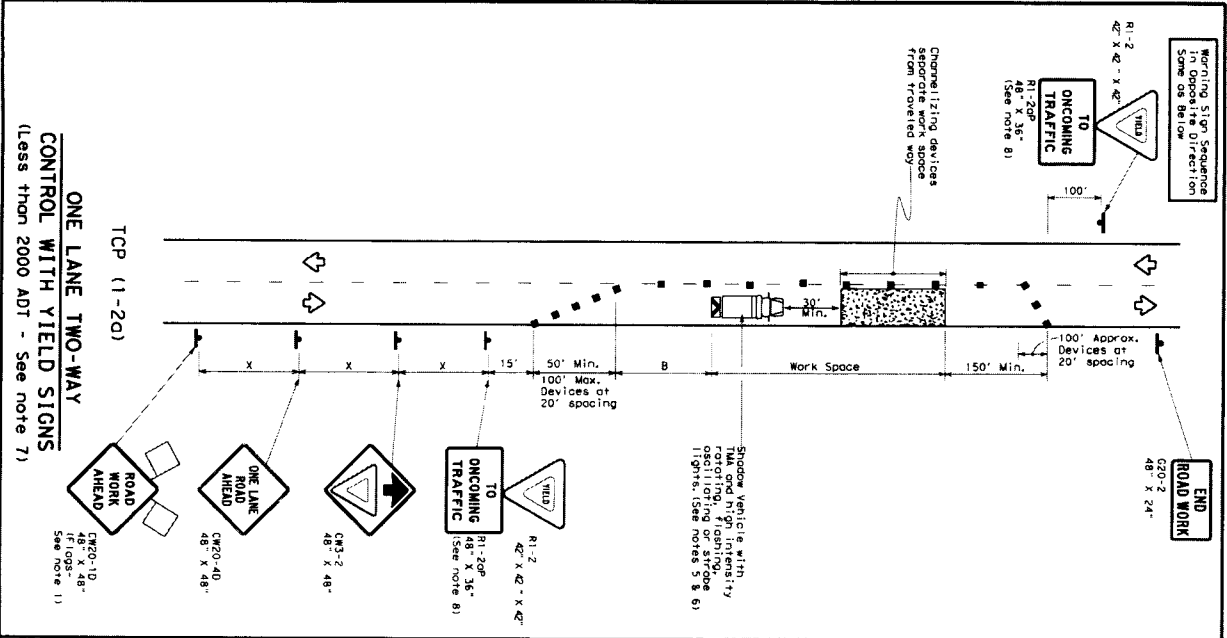 Warning Sign Sequence
in Opposite Direction
Same as Below
R1-2
42" X 42" X 42"
YIELD
TO
ONCOMING
TRAFFIC
R1-2aP
48" X 36"
(See note 8)
100'
Channelizing devices
separate work space
from traveled way
30'
Min.
END
ROAD WORK
G20-2
48" X 24"
100' Approx.
Devices at
20' spacing
150' Min.
Work Space
B
50' Min.
100' Max.
Devices at
20' spacing
15'
X
X
X
Shadow Vehicle with
TMA and high intensity
rotating, flashing,
oscillating or strobe
lights. (See notes 5 & 6)
YIELD
R1-2
42" X 42" X 42"
TO
ONCOMING
TRAFFIC
R1-2aP
48" X 36"
(See note 8)
CW3-2
48" X 48"
ONE LANE
ROAD
AHEAD
CW20-4D
48" X 48"
ROAD
WORK
AHEAD
CW20-1D
48" X 48"
(Flags-
See note 1)
TCP (1-2a)
ONE LANE TWO-WAY
CONTROL WITH YIELD SIGNS
(Less than 2000 ADT - See note 7)